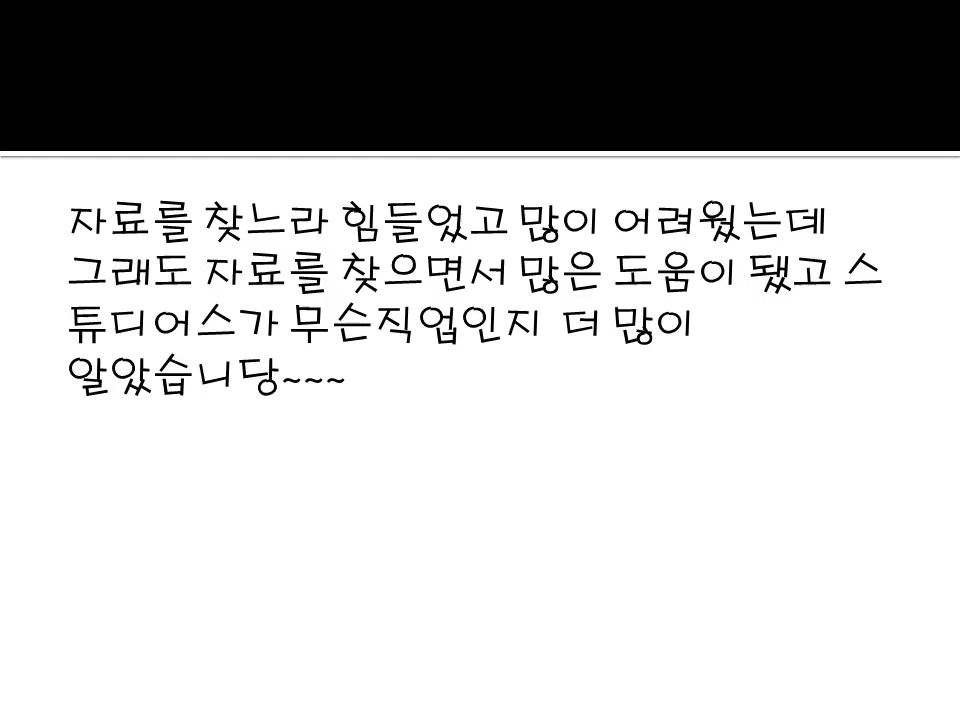 자료를 찾느라 힘들었고 많이 어려웠는데
그래도 자료를 찾으면서 많은 도움이 됐고 스
튜디어스가 무슨직업인지 더 많이
알았습니당~~~